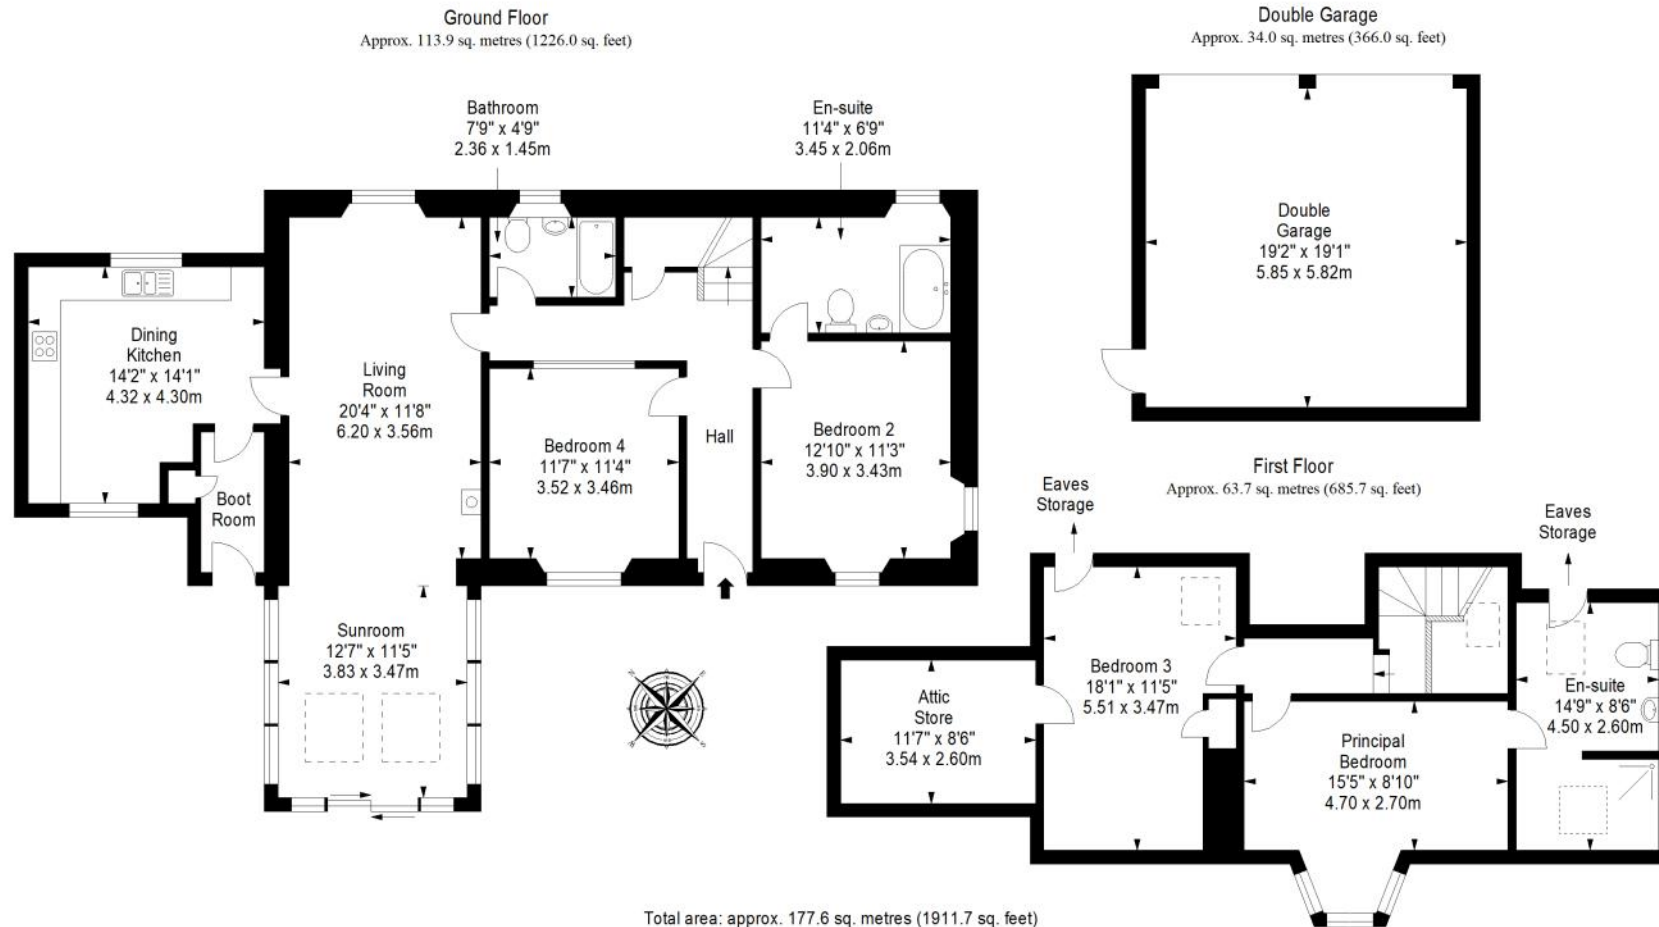 Ground Floor
Approx. 113.9 sq. metres (1226.0 sq. feet)
Double Garage
Approx. 34.0 sq. metres (366.0 sq. feet)
Bathroom
7'9" x 4'9"
2.36 x 1.45m
En-suite
11'4" x 6'9"
3.45 x 2.06m
Double
Garage
19'2" x 19'1"
5.85 x 5.82m
Dining
Kitchen
14'2" x 14'1"
4.32 x 4.30m
Living
Room
20'4" x 11'8"
6.20 x 3.56m
Bedroom 4
11'7" x 11'4"
3.52 x 3.46m
Hall
Bedroom 2
12'10" x 11'3"
3.90 x 3.43m
Boot
Room
Sunroom
12'7" x 11'5"
3.83 x 3.47m
First Floor
Approx. 63.7 sq. metres (685.7 sq. feet)
Eaves
Storage
Eaves
Storage
Attic
Store
11'7" x 8'6"
3.54 x 2.60m
Bedroom 3
18'1" x 11'5"
5.51 x 3.47m
Principal
Bedroom
15'5" x 8'10"
4.70 x 2.70m
En-suite
14'9" x 8'6"
4.50 x 2.60m
Total area: approx. 177.6 sq. metres (1911.7 sq. feet)